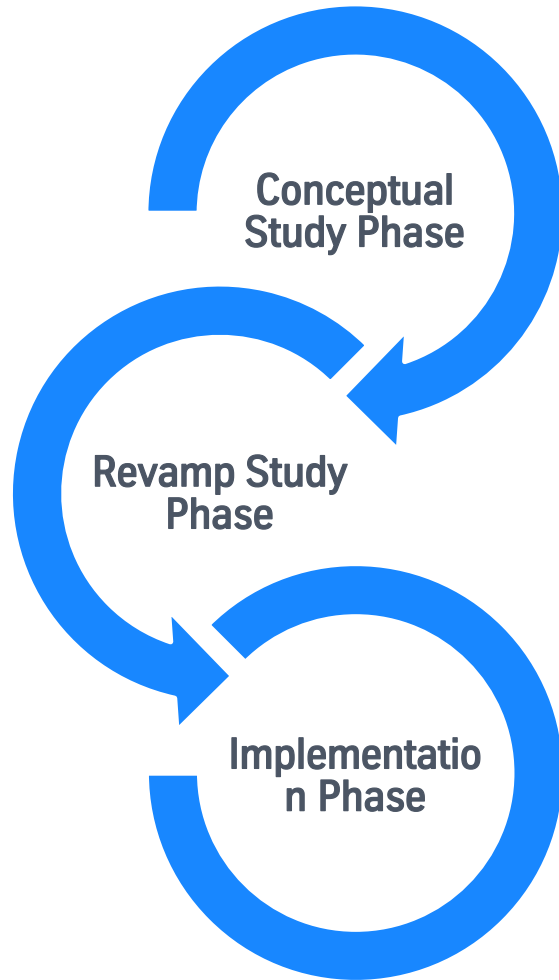 Conceptual
Study Phase
Revamp Study
Phase
Implementatio
n Phase